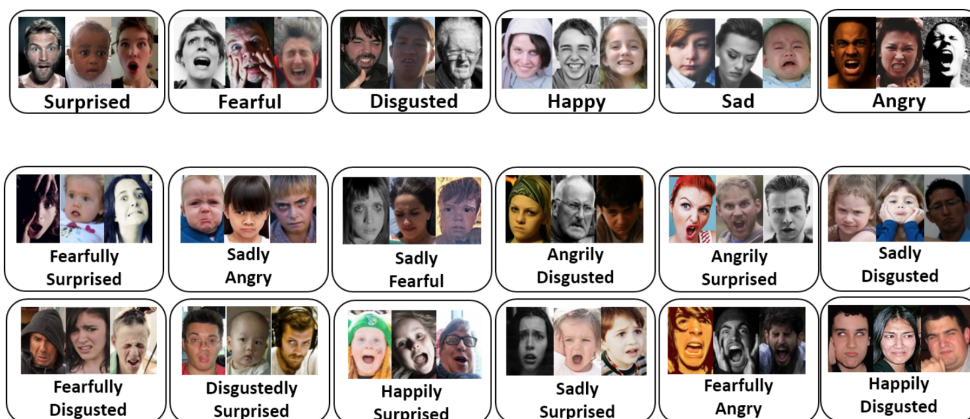 Surprised
Fearful
Disgusted
Happy
Sad
Angry
Fearfully
Surprised
Sadly
Angry
Sadly
Fearful
Angrily
Disgusted
Angrily
Surprised
Sadly
Disgusted
Fearfully
Disgusted
Disgustedly
Surprised
Happily
Surprised
Sadly
Surprised
Fearfully
Angry
Happily
Disgusted